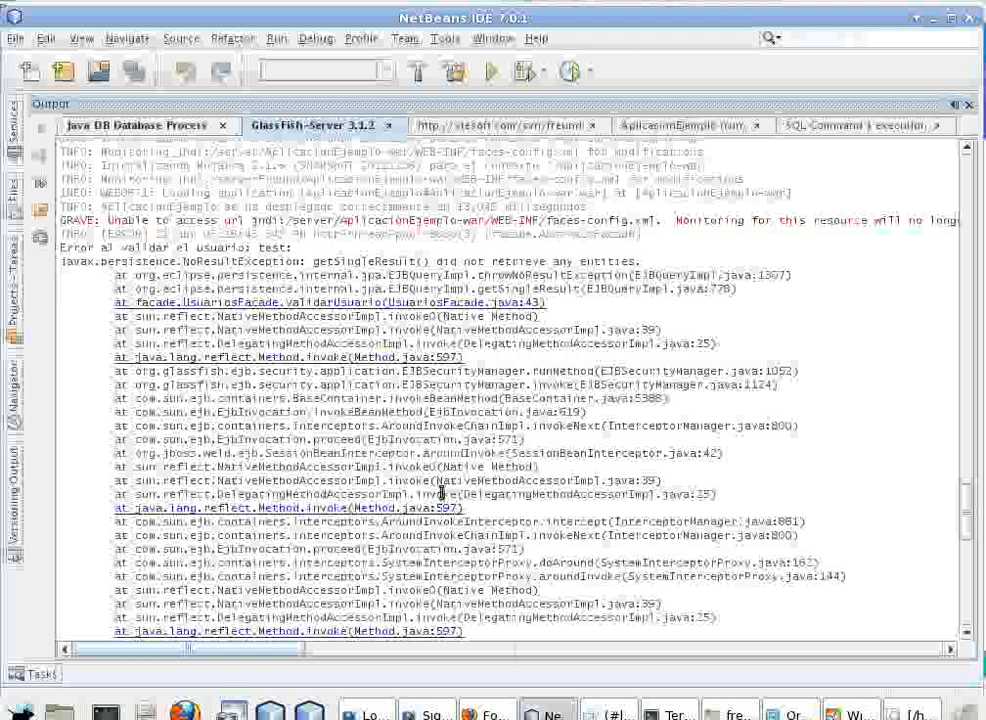 NetBeans IDE 7.0.1
File Edit View Navigate Source Refactor Run Debug Profile Team Tools Window Help
Output
Java DB Database Process × GlassFish-Server 3.1.2 ×
SQL Command 1 execution
Services
Files
Projects - Tareas
Navigator
Versioning Output
GRAVE: Unable to access url jndi:/server/AplicacionEjemplo-war/WEB-INF/faces-config.xml. Monitoring for this resource will no long
Error al validar el usuario: test:
javax.persistence.NoResultException: getSingleResult() did not retrieve any entities.
at org.eclipse.persistence.internal.jpa.EJBQueryImpl.throwNoResultException(EJBQueryImpl.java:1307)
at org.eclipse.persistence.internal.jpa.EJBQueryImpl.getSingleResult(EJBQueryImpl.java:778)
at facade.UsuariosFacade.validarUsuario(UsuariosFacade.java:43)
at sun.reflect.NativeMethodAccessorImpl.invoke0(Native Method)
at sun.reflect.NativeMethodAccessorImpl.invoke(NativeMethodAccessorImpl.java:39)
at sun.reflect.DelegatingMethodAccessorImpl.invoke(DelegatingMethodAccessorImpl.java:25)
at java.lang.reflect.Method.invoke(Method.java:597)
at org.glassfish.ejb.security.application.EJBSecurityManager.runMethod(EJBSecurityManager.java:1052)
at org.glassfish.ejb.security.application.EJBSecurityManager.invoke(EJBSecurityManager.java:1124)
at com.sun.ejb.containers.BaseContainer.invokeBeanMethod(BaseContainer.java:5388)
at com.sun.ejb.EjbInvocation.invokeBeanMethod(EjbInvocation.java:619)
at com.sun.ejb.containers.interceptors.AroundInvokeChainImpl.invokeNext(InterceptorManager.java:800)
at com.sun.ejb.EjbInvocation.proceed(EjbInvocation.java:571)
at org.jboss.weld.ejb.SessionBeanInterceptor.aroundInvoke(SessionBeanInterceptor.java:42)
at sun.reflect.NativeMethodAccessorImpl.invoke0(Native Method)
at sun.reflect.NativeMethodAccessorImpl.invoke(NativeMethodAccessorImpl.java:39)
at sun.reflect.DelegatingMethodAccessorImpl.invoke(DelegatingMethodAccessorImpl.java:25)
at java.lang.reflect.Method.invoke(Method.java:597)
at com.sun.ejb.containers.interceptors.AroundInvokeInterceptor.intercept(InterceptorManager.java:861)
at com.sun.ejb.containers.interceptors.AroundInvokeChainImpl.invokeNext(InterceptorManager.java:800)
at com.sun.ejb.EjbInvocation.proceed(EjbInvocation.java:571)
at com.sun.ejb.containers.interceptors.SystemInterceptorProxy.doAround(SystemInterceptorProxy.java:162)
at com.sun.ejb.containers.interceptors.SystemInterceptorProxy.aroundInvoke(SystemInterceptorProxy.java:144)
at sun.reflect.NativeMethodAccessorImpl.invoke0(Native Method)
at sun.reflect.NativeMethodAccessorImpl.invoke(NativeMethodAccessorImpl.java:39)
at sun.reflect.DelegatingMethodAccessorImpl.invoke(DelegatingMethodAccessorImpl.java:25)
at java.lang.reflect.Method.invoke(Method.java:597)
Tasks
Lo... Sig... Fo... Ne... (#)... Ter... fre... Or... Wi... [/h...